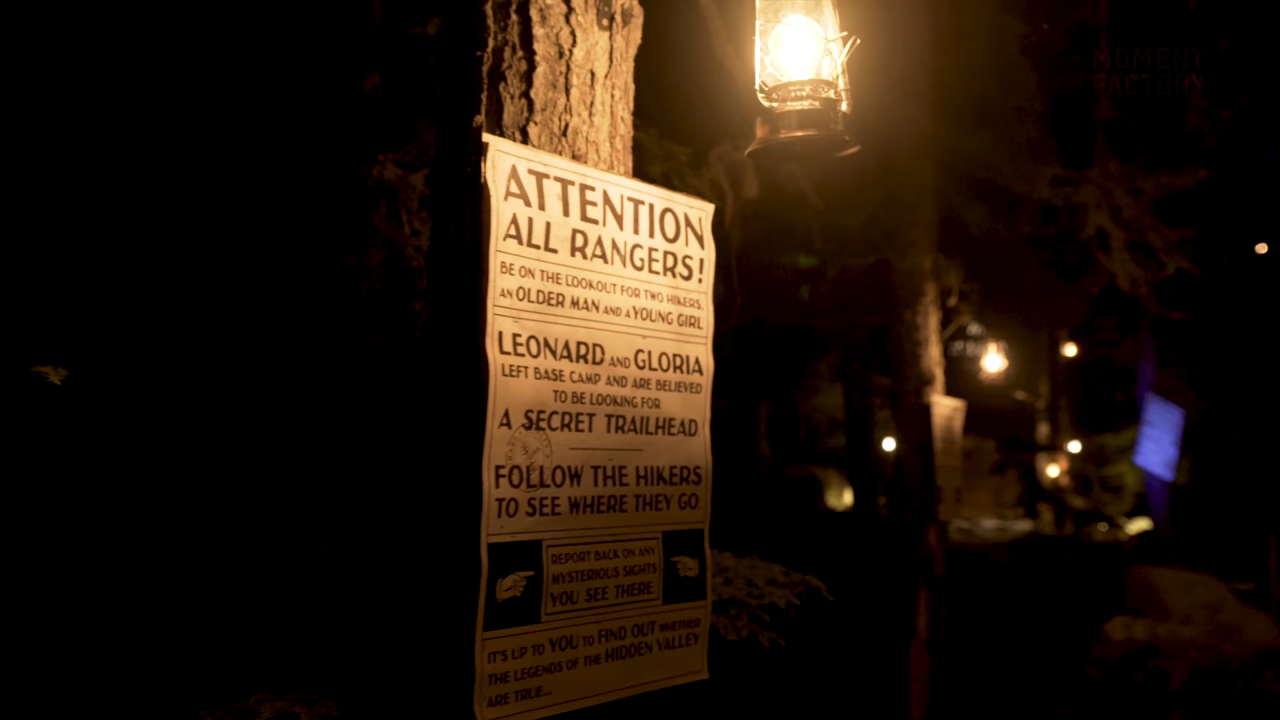 MOMENT
FACTORY
ATTENTION
ALL RANGERS!
BE ON THE LOOKOUT FOR TWO HIKERS,
AN OLDER MAN AND A YOUNG GIRL
LEONARD AND GLORIA
LEFT BASE CAMP AND ARE BELIEVED
TO BE LOOKING FOR
A SECRET TRAILHEAD
FOLLOW THE HIKERS
TO SEE WHERE THEY GO
REPORT BACK ON ANY
MYSTERIOUS SIGHTS
YOU SEE THERE
IT'S UP TO YOU TO FIND OUT WHETHER
THE LEGENDS OF THE HIDDEN VALLEY
ARE TRUE...